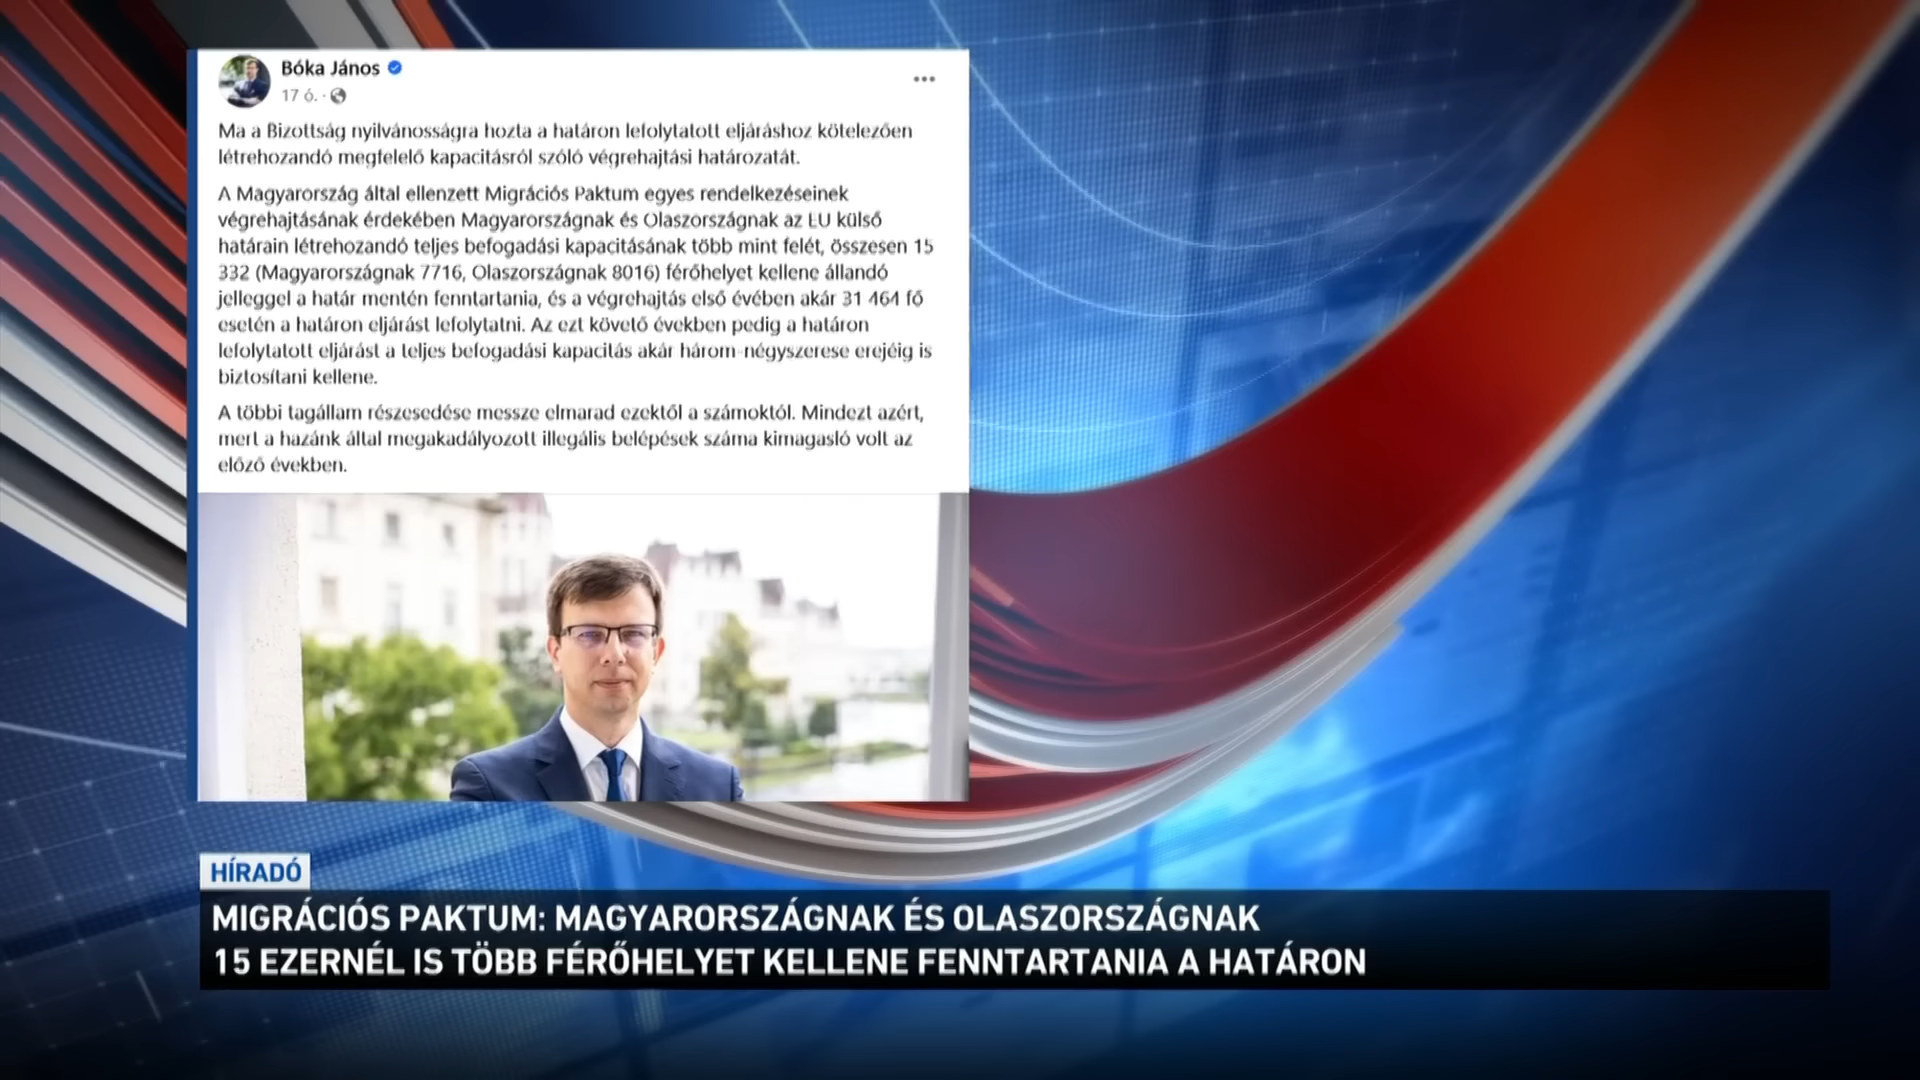 Bóka János
17 ó. ·
Ma a Bizottság nyilvánosságra hozta a határon lefolytatott eljáráshoz kötelezően
létrehozandó megfelelő kapacitásról szóló végrehajtási határozatát.
A Magyarország által ellenzett Migrációs Paktum egyes rendelkezéseinek
végrehajtásának érdekében Magyarországnak és Olaszországnak az EU külső
határain létrehozandó teljes befogadási kapacitásának több mint felét, összesen 15
332 (Magyarországnak 7716, Olaszországnak 8016) férőhelyet kellene állandó
jelleggel a határ mentén fenntartania, és a végrehajtás első évében akár 31 464 fő
esetén a határon eljárást lefolytatni. Az ezt követő években pedig a határon
lefolytatott eljárást a teljes befogadási kapacitás akár három-négyszerese erejéig is
biztosítani kellene.
A többi tagállam részesedése messze elmarad ezektől a számoktól. Mindezt azért,
mert a hazánk által megakadályozott illegális belépések száma kimagasló volt az
előző években.
HÍRADÓ
MIGRÁCIÓS PAKTUM: MAGYARORSZÁGNAK ÉS OLASZORSZÁGNAK
15 EZERNÉL IS TÖBB FÉRŐHELYET KELLENE FENNTARTANIA A HATÁRON